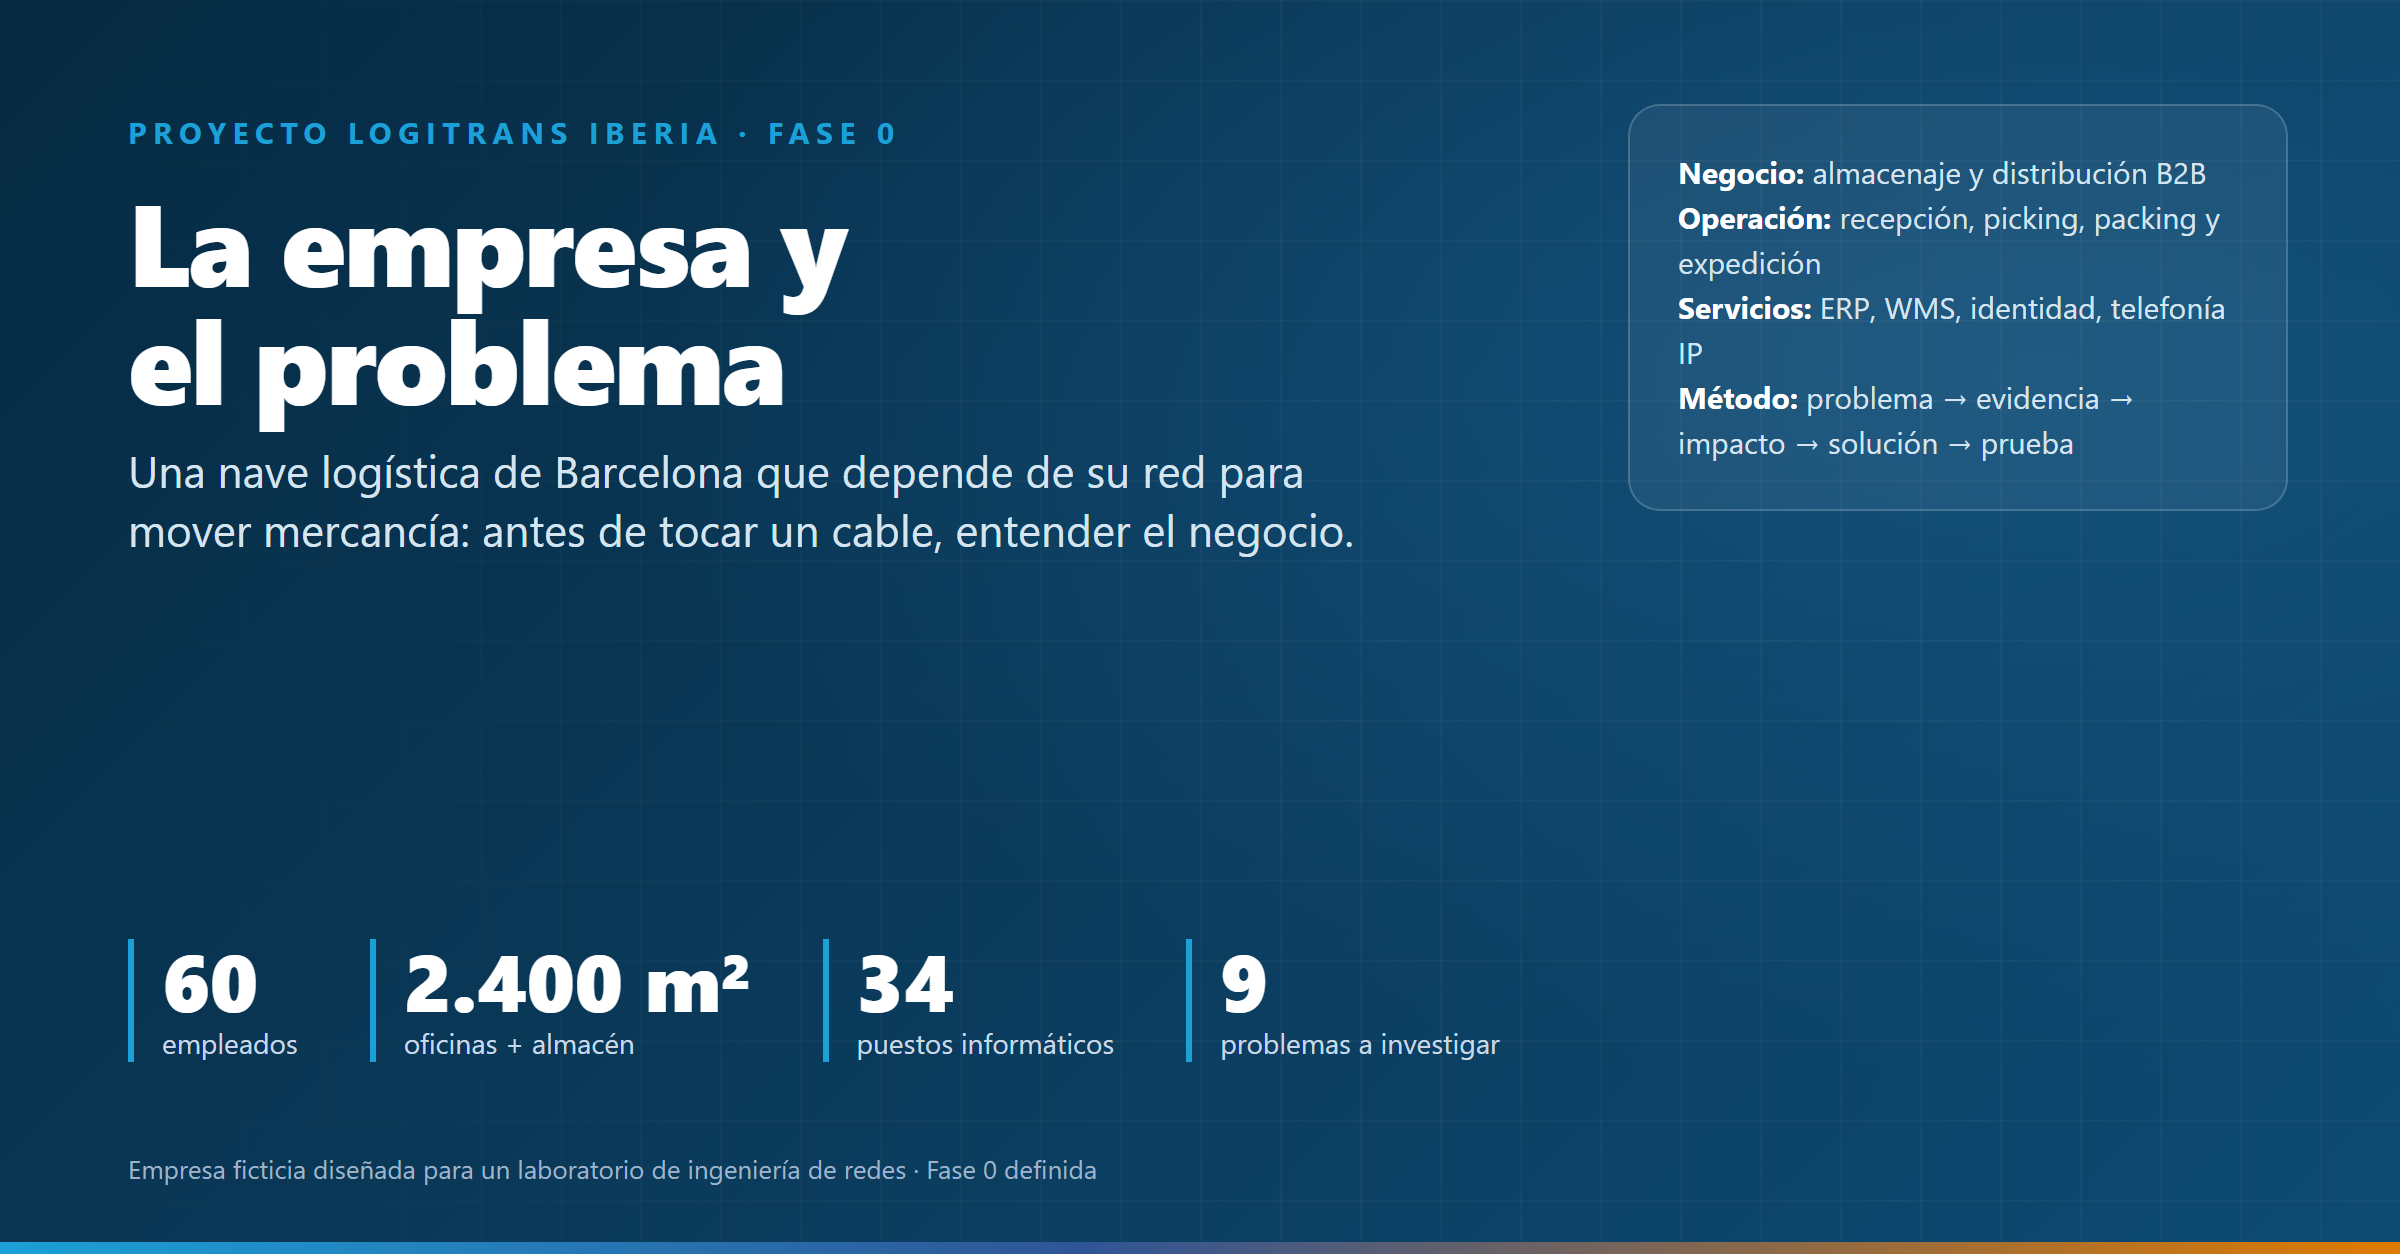 PROYECTO LOGITRANS IBERIA · FASE 0
La empresa y
el problema
Una nave logística de Barcelona que depende de su red para
mover mercancía: antes de tocar un cable, entender el negocio.
Negocio: almacenaje y distribución B2B
Operación: recepción, picking, packing y
expedición
Servicios: ERP, WMS, identidad, telefonía
IP
Método: problema → evidencia →
impacto → solución → prueba
60
empleados
2.400 m²
oficinas + almacén
34
puestos informáticos
9
problemas a investigar
Empresa ficticia diseñada para un laboratorio de ingeniería de redes · Fase 0 definida